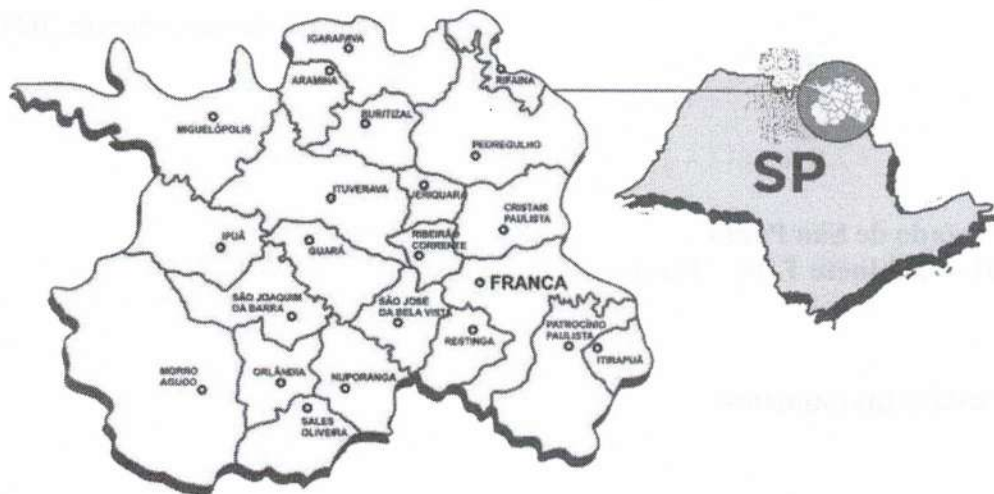 IGARAPAVA
ARAMINA
RIFAINA
MIGUELÓPOLIS
BURITIZAL
PEDREGULHO
ITUVERAVA
JERIQUARA
CRISTAIS
PAULISTA
IPUÃ
GUARÁ
RIBEIRÃO
CORRENTE
FRANCA
SÃO JOAQUIM
DA BARRA
SÃO JOSÉ
DA BELA VISTA
RESTINGA
PATROCÍNIO
PAULISTA
ITIRAPUÃ
MORRO
AGUDO
ORLÂNDIA
NUPORANGA
SALES
OLIVEIRA
SP